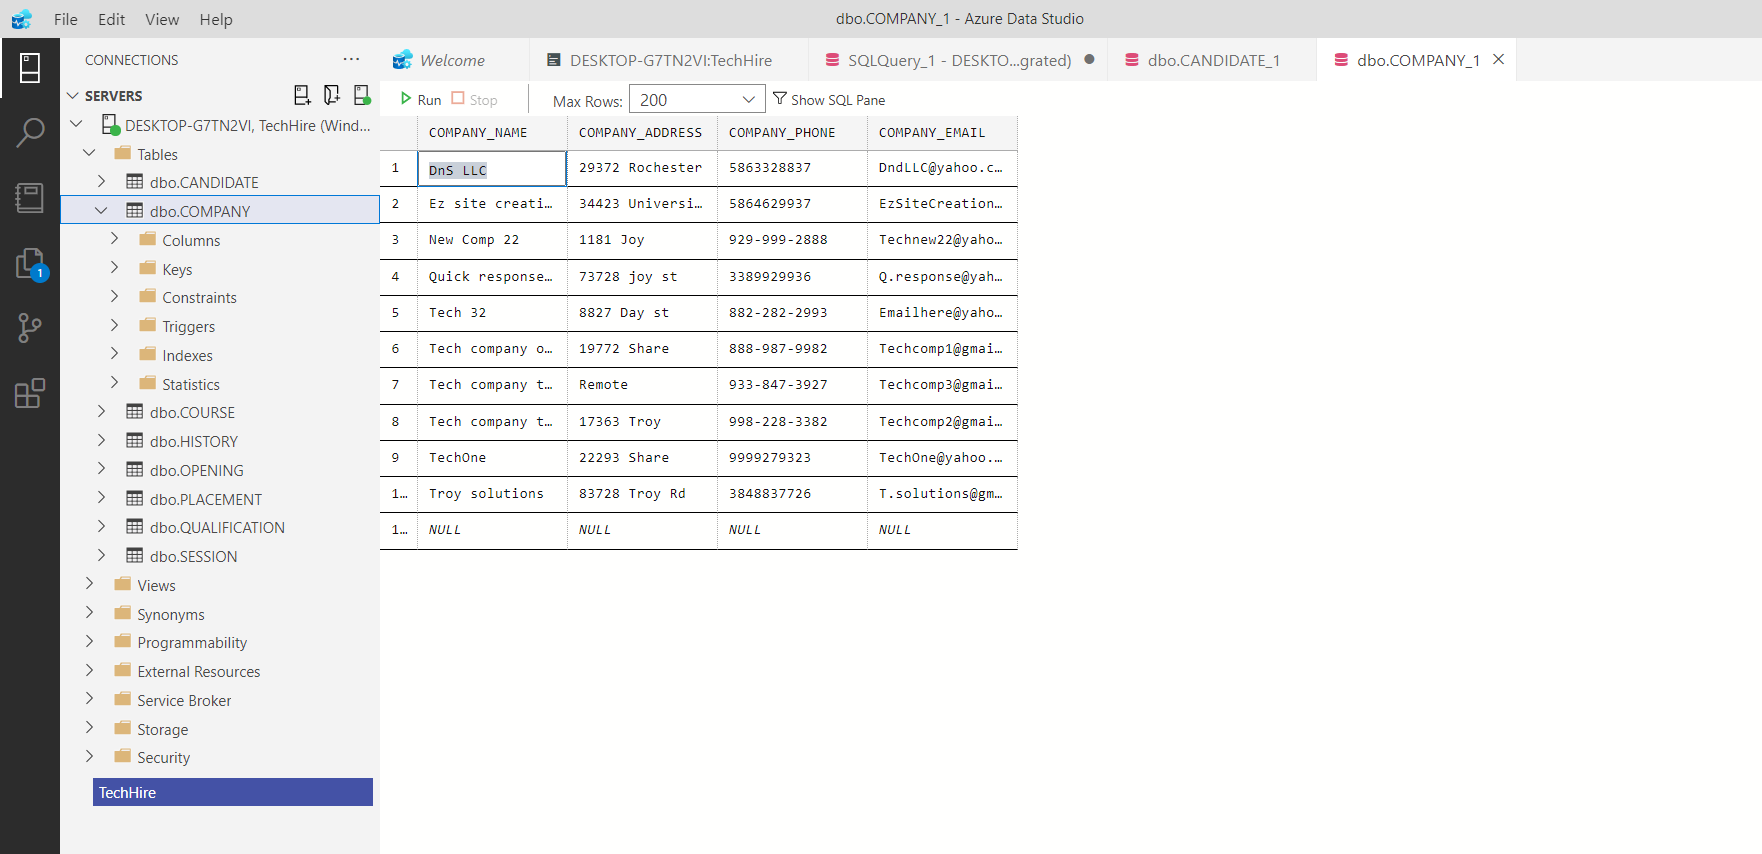 File Edit View Help dbo.COMPANY_1 - Azure Data Studio
CONNECTIONS ...
Welcome DESKTOP-G7TN2VI:TechHire SQLQuery_1 - DESKTO...grated) dbo.CANDIDATE_1 dbo.COMPANY_1
SERVERS
DESKTOP-G7TN2VI, TechHire (Wind...
Tables
dbo.CANDIDATE
dbo.COMPANY
Columns
Keys
Constraints
Triggers
Indexes
Statistics
dbo.COURSE
dbo.HISTORY
dbo.OPENING
dbo.PLACEMENT
dbo.QUALIFICATION
dbo.SESSION
Views
Synonyms
Programmability
External Resources
Service Broker
Storage
Security
TechHire
1
Run Stop Max Rows: 200 Show SQL Pane
COMPANY_NAME COMPANY_ADDRESS COMPANY_PHONE COMPANY_EMAIL
1 DnS LLC 29372 Rochester 5863328837 DndLLC@yahoo.c...
2 Ez site creati... 34423 Universi... 5864629937 EzSiteCreation...
3 New Comp 22 1181 Joy 929-999-2888 Technew22@yaho...
4 Quick response... 73728 joy st 3389929936 Q.response@yah...
5 Tech 32 8827 Day st 882-282-2993 Emailhere@yaho...
6 Tech company o... 19772 Share 888-987-9982 Techcomp1@gmai...
7 Tech company t... Remote 933-847-3927 Techcomp3@gmai...
8 Tech company t... 17363 Troy 998-228-3382 Techcomp2@gmai...
9 TechOne 22293 Share 9999279323 TechOne@yahoo....
1... Troy solutions 83728 Troy Rd 3848837726 T.solutions@gm...
1... NULL NULL NULL NULL